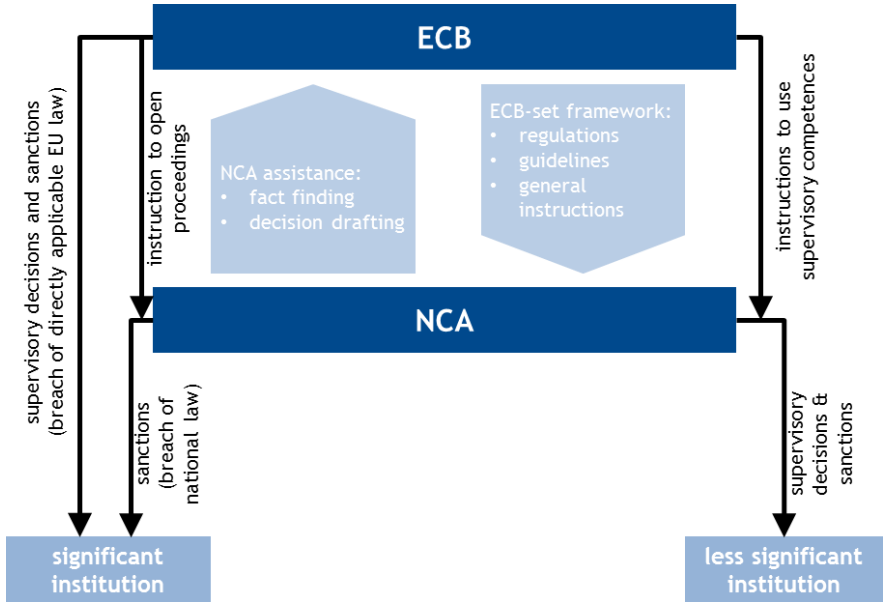 ECB
supervisory decisions and sanctions
(breach of directly applicable EU law)
instruction to open
proceedings
NCA assistance:
• fact finding
• decision drafting
ECB-set framework:
• regulations
• guidelines
• general
instructions
instructions to use
supervisory competences
NCA
sanctions
(breach of
national law)
supervisory
decisions &
sanctions
significant
institution
less significant
institution